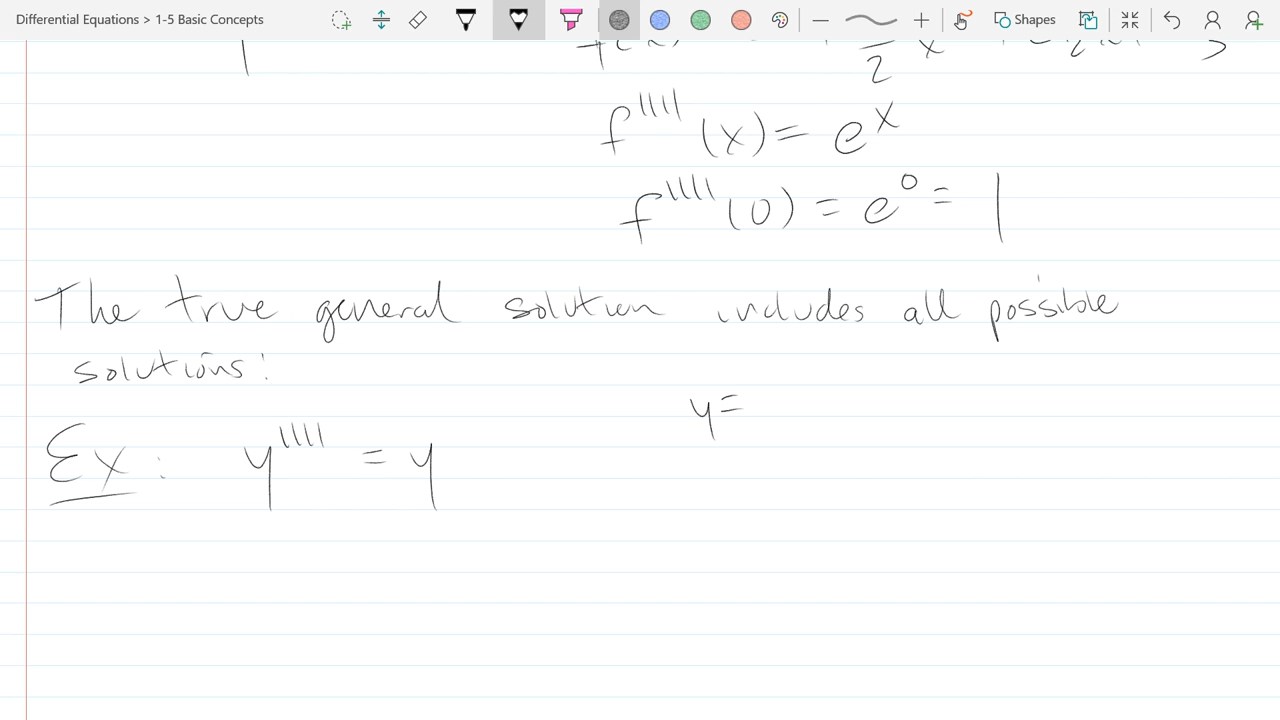 Differential Equations > 1-5 Basic Concepts
Shapes
f''''(x) = e^x
f''''(0) = e^0 = 1
The true general solution includes all possible
solutions:
y=
Ex: y'''' = y